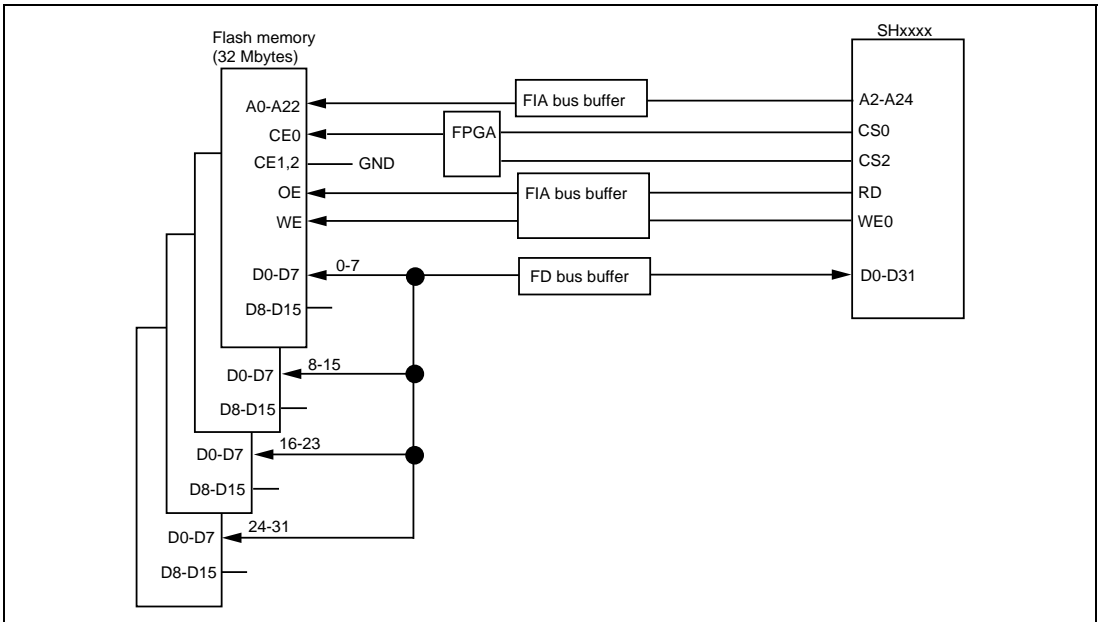 Flash memory
(32 Mbytes)
SHxxxx
A0-A22
FIA bus buffer
A2-A24
CE0
FPGA
CS0
CE1,2
GND
CS2
OE
FIA bus buffer
RD
WE
WE0
D0-D7
0-7
FD bus buffer
D0-D31
D8-D15
D0-D7
8-15
D8-D15
D0-D7
16-23
D8-D15
D0-D7
24-31
D8-D15